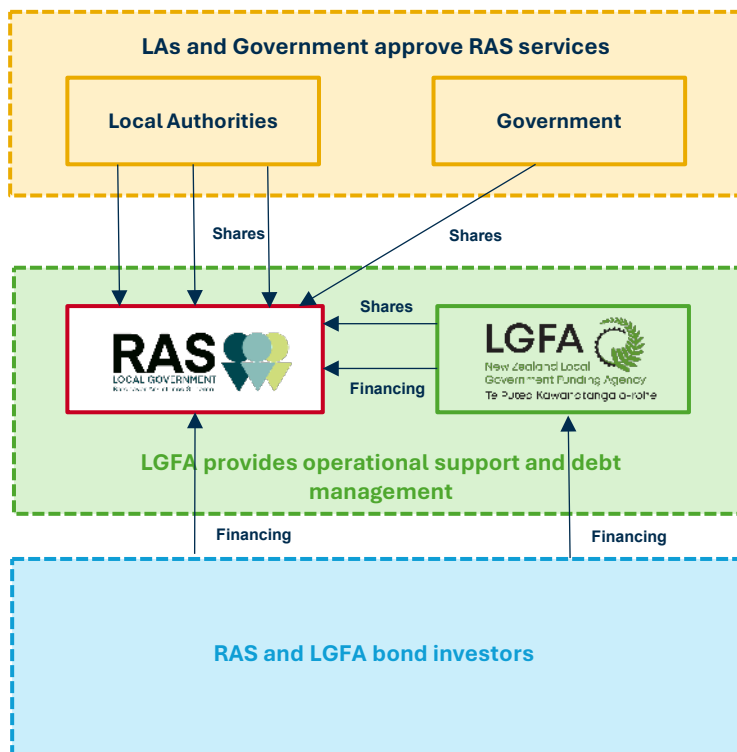 LAs and Government approve RAS services
Local Authorities
Government
Shares
Shares
Shares
RAS
LOCAL GOVERNMENT
LGFA
New Zealand Local
Government Funding Agency
Financing
LGFA provides operational support and debt
management
Financing
Financing
RAS and LGFA bond investors